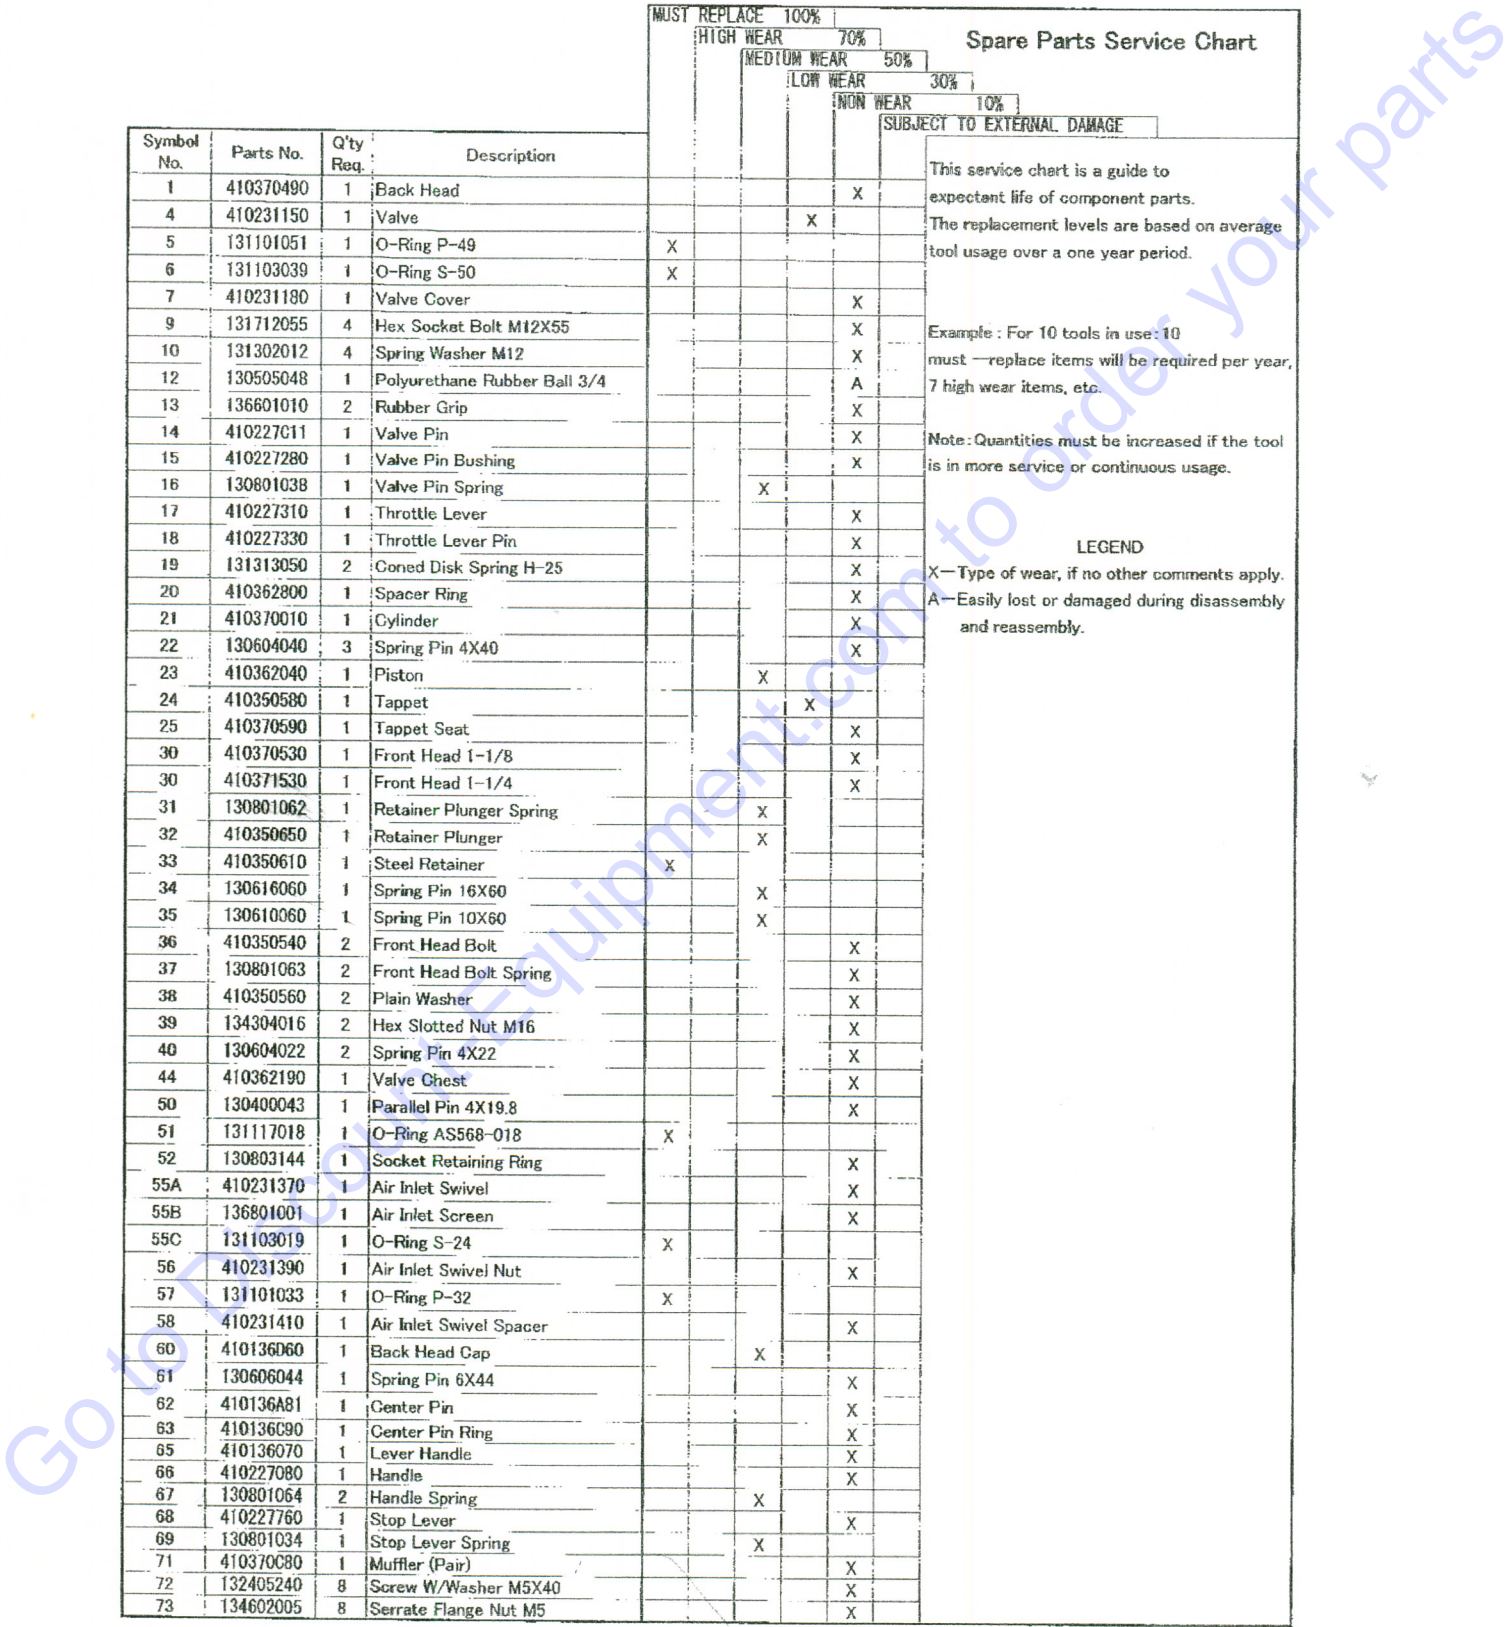 MUST REPLACE 100%
HIGH WEAR 70%
Spare Parts Service Chart
MEDIUM WEAR 50%
LOW WEAR 30%
NON WEAR 10%
SUBJECT TO EXTERNAL DAMAGE
Symbol No. Parts No. Q'ty Req. Description
1 410370490 1 Back Head X
4 410231150 1 Valve X
5 131101051 1 O-Ring P-49 X
6 131103039 1 O-Ring S-50 X
7 410231180 1 Valve Cover X
9 131712055 4 Hex Socket Bolt M12X55 X
10 131302012 4 Spring Washer M12 X
12 130505048 1 Polyurethane Rubber Ball 3/4 A
13 136601010 2 Rubber Grip X
14 410227C11 1 Valve Pin X
15 410227280 1 Valve Pin Bushing X
16 130801038 1 Valve Pin Spring X
17 410227310 1 Throttle Lever X
18 410227330 1 Throttle Lever Pin X
19 131313050 2 Coned Disk Spring H-25 X
20 410362800 1 Spacer Ring X
21 410370010 1 Cylinder X
22 130604040 3 Spring Pin 4X40 X
23 410362040 1 Piston X
24 410350580 1 Tappet X
25 410370590 1 Tappet Seat X
30 410370530 1 Front Head 1-1/8 X
30 410371530 1 Front Head 1-1/4 X
31 130801062 1 Retainer Plunger Spring X
32 410350650 1 Retainer Plunger X
33 410350610 1 Steel Retainer X
34 130616060 1 Spring Pin 16X60 X
35 130610060 1 Spring Pin 10X60 X
36 410350540 2 Front Head Bolt X
37 130801063 2 Front Head Bolt Spring X
38 410350560 2 Plain Washer X
39 134304016 2 Hex Slotted Nut M16 X
40 130604022 2 Spring Pin 4X22 X
44 410362190 1 Valve Chest X
50 130400043 1 Parallel Pin 4X19.8 X
51 131117018 1 O-Ring AS568-018 X
52 130803144 1 Socket Retaining Ring X
55A 410231370 1 Air Inlet Swivel X
55B 136801001 1 Air Inlet Screen X
55C 131103019 1 O-Ring S-24 X
56 410231390 1 Air Inlet Swivel Nut X
57 131101033 1 O-Ring P-32 X
58 410231410 1 Air Inlet Swivel Spacer X
60 410136D60 1 Back Head Cap X
61 130606044 1 Spring Pin 6X44 X
62 410136A81 1 Center Pin X
63 410136C90 1 Center Pin Ring X
65 410136070 1 Lever Handle X
66 410227080 1 Handle X
67 130801064 2 Handle Spring X
68 410227760 1 Stop Lever X
69 130801034 1 Stop Lever Spring X
71 410370C80 1 Muffler (Pair) X
72 132405240 8 Screw W/Washer M5X40 X
73 134602005 8 Serrate Flange Nut M5 X
This service chart is a guide to
expectant life of component parts.
The replacement levels are based on average
tool usage over a one year period.
Example : For 10 tools in use:10
must —replace items will be required per year,
7 high wear items, etc.
Note:Quantities must be increased if the tool
is in more service or continuous usage.
LEGEND
X—Type of wear, if no other comments apply.
A—Easily lost or damaged during disassembly
and reassembly.
Go to Discount-Equipment.com to order your parts